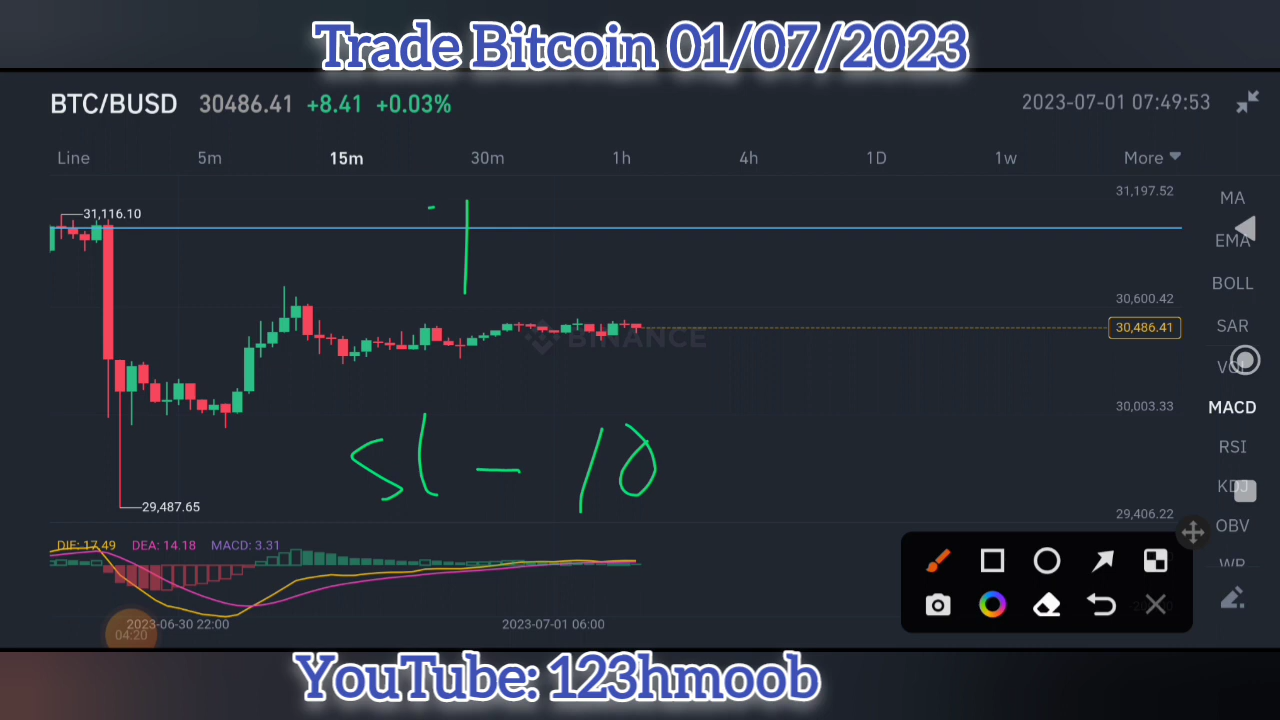 Trade Bitcoin 01/07/2023
BTC/BUSD 30486.41 +8.41 +0.03% 2023-07-01 07:49:53
Line 5m 15m 30m 1h 4h 1D 1w More
31,197.52
MA
31,116.10
EMA
BOLL
30,600.42
SAR
30,486.41
BINANCE
MACD
30,003.33
sl - 10
RSI
KDJ
29,487.65
29,406.22
OBV
DIF: 17.49 DEA: 14.18 MACD: 3.31
WR
2023-06-30 22:00 2023-07-01 06:00
04:20
YouTube: 123hmoob